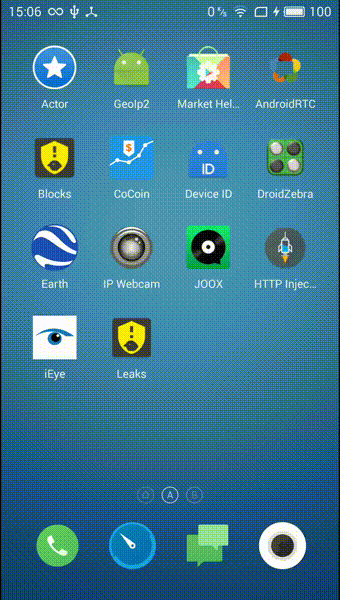 15:06 0 K/s 100
Actor GeoIp2 Market Hel... AndroidRTC
Blocks CoCoin Device ID DroidZebra
$
ID
Earth IP Webcam JOOX HTTP Injec...
iEye Leaks
A B